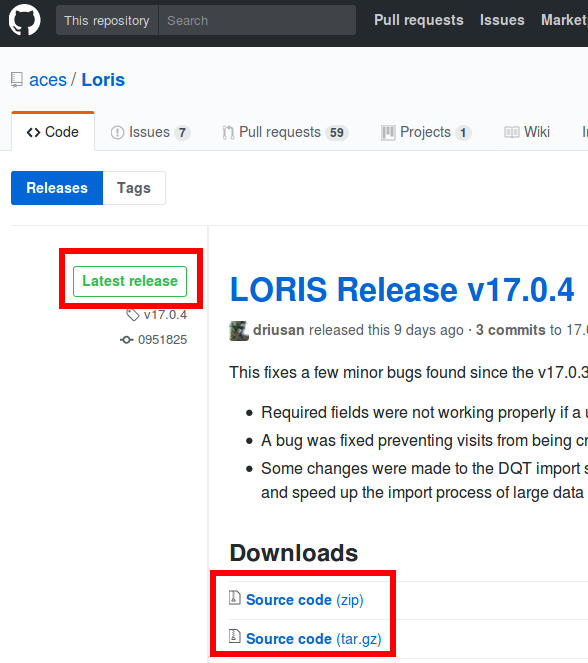 This repository Search Pull requests Issues Market
aces / Loris
Code Issues 7 Pull requests 59 Projects 1 Wiki
Releases Tags
Latest release
v17.0.4
0951825
LORIS Release v17.0.4
driusan released this 9 days ago · 3 commits to 17.
This fixes a few minor bugs found since the v17.0.3
• Required fields were not working properly if a
• A bug was fixed preventing visits from being cr
• Some changes were made to the DQT import s
and speed up the import process of large data
Downloads
Source code (zip)
Source code (tar.gz)